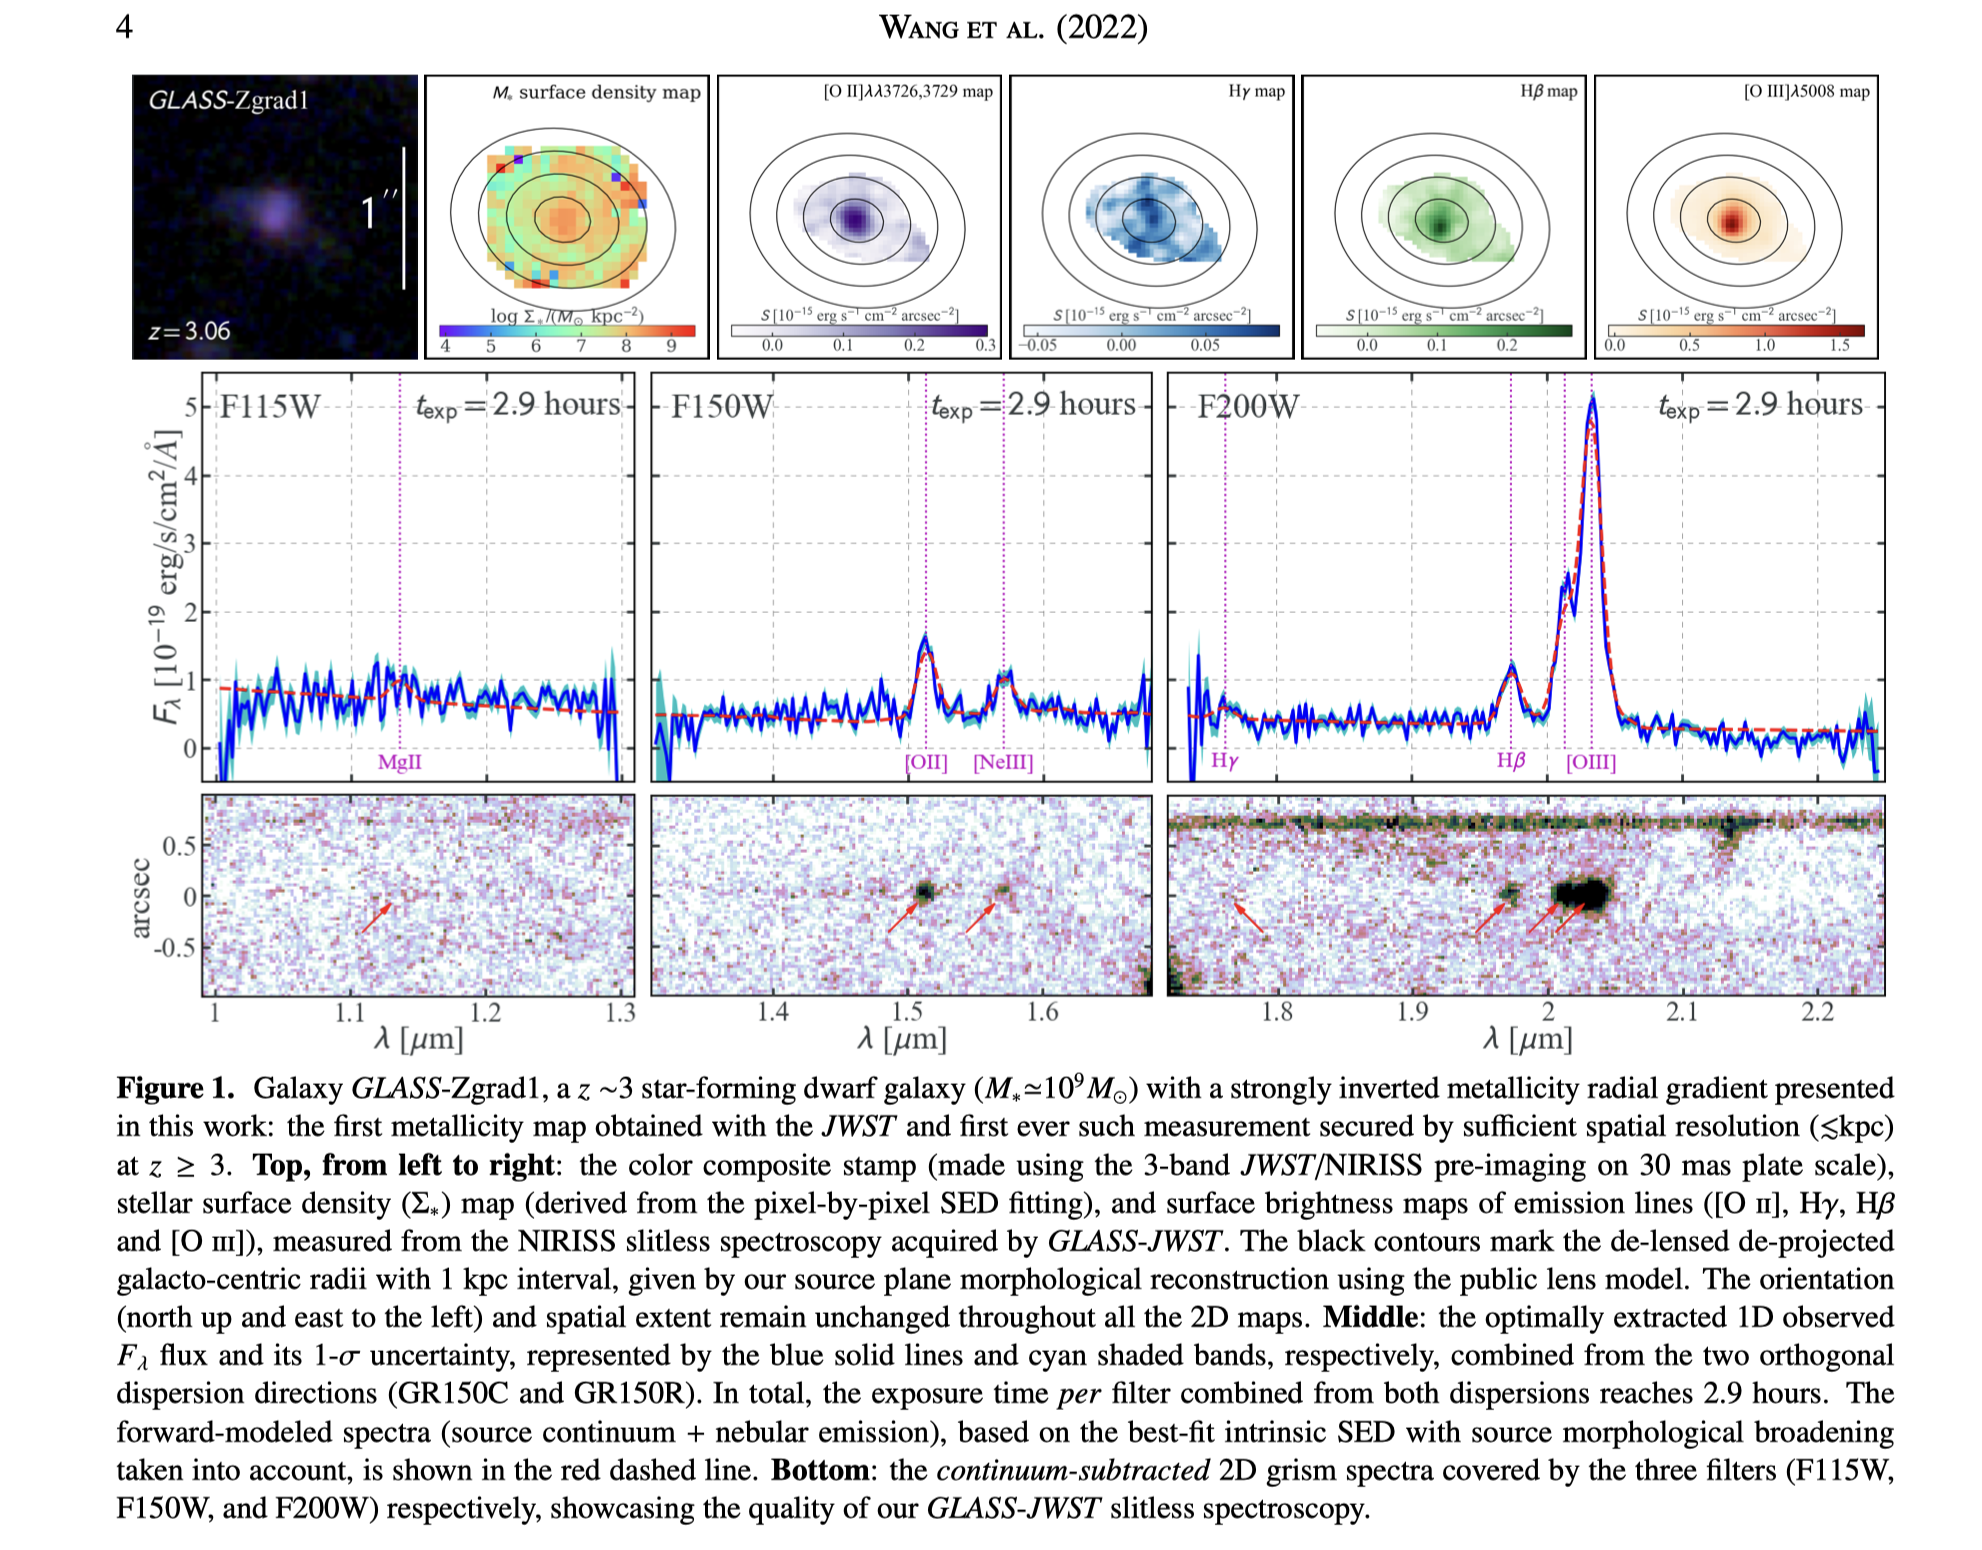 4
WANG ET AL. (2022)
GLASS-Zgrad1
1″
z=3.06
M* surface density map
log Σ*/(M⊙ kpc⁻²)
4 5 6 7 8 9
[O II]λλ3726,3729 map
S[10⁻¹⁵ erg s⁻¹ cm⁻² arcsec⁻²]
0.0 0.1 0.2 0.3
Hγ map
S[10⁻¹⁵ erg s⁻¹ cm⁻² arcsec⁻²]
−0.05 0.00 0.05
Hβ map
S[10⁻¹⁵ erg s⁻¹ cm⁻² arcsec⁻²]
0.0 0.1 0.2
[O III]λ5008 map
S[10⁻¹⁵ erg s⁻¹ cm⁻² arcsec⁻²]
0.0 0.5 1.0 1.5
Fλ [10⁻¹⁹ erg/s/cm²/Å]
5
4
3
2
1
0
F115W texp = 2.9 hours
MgII
F150W texp = 2.9 hours
[OII] [NeIII]
F200W texp = 2.9 hours
Hγ Hβ [OIII]
arcsec
0.5
0
-0.5
1 1.1 1.2 1.3
λ [μm]
1.4 1.5 1.6
λ [μm]
1.8 1.9 2 2.1 2.2
λ [μm]
Figure 1. Galaxy GLASS-Zgrad1, a z ∼3 star-forming dwarf galaxy (M*≃10⁹M⊙) with a strongly inverted metallicity radial gradient presented
in this work: the first metallicity map obtained with the JWST and first ever such measurement secured by sufficient spatial resolution (≲kpc)
at z ≥ 3. Top, from left to right: the color composite stamp (made using the 3-band JWST/NIRISS pre-imaging on 30 mas plate scale),
stellar surface density (Σ*) map (derived from the pixel-by-pixel SED fitting), and surface brightness maps of emission lines ([O II], Hγ, Hβ
and [O III]), measured from the NIRISS slitless spectroscopy acquired by GLASS-JWST. The black contours mark the de-lensed de-projected
galacto-centric radii with 1 kpc interval, given by our source plane morphological reconstruction using the public lens model. The orientation
(north up and east to the left) and spatial extent remain unchanged throughout all the 2D maps. Middle: the optimally extracted 1D observed
Fλ flux and its 1-σ uncertainty, represented by the blue solid lines and cyan shaded bands, respectively, combined from the two orthogonal
dispersion directions (GR150C and GR150R). In total, the exposure time per filter combined from both dispersions reaches 2.9 hours. The
forward-modeled spectra (source continuum + nebular emission), based on the best-fit intrinsic SED with source morphological broadening
taken into account, is shown in the red dashed line. Bottom: the continuum-subtracted 2D grism spectra covered by the three filters (F115W,
F150W, and F200W) respectively, showcasing the quality of our GLASS-JWST slitless spectroscopy.